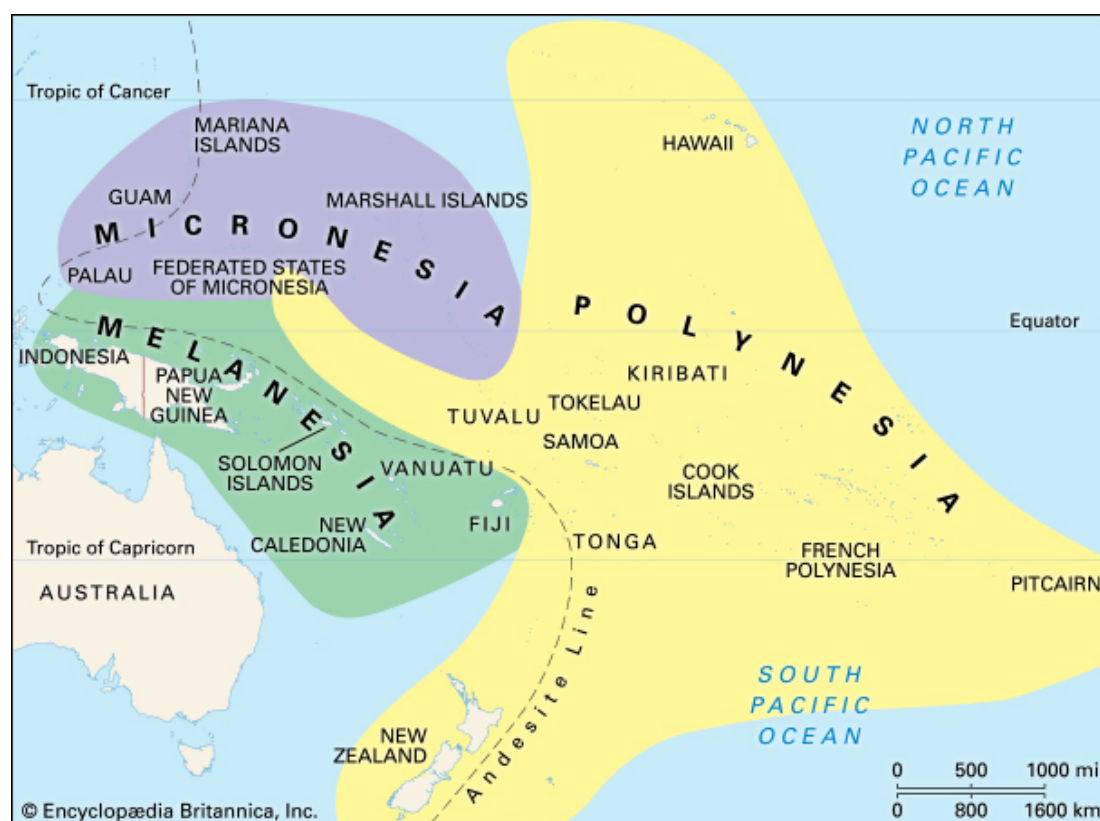 Tropic of Cancer
MARIANA
ISLANDS
HAWAII
NORTH
PACIFIC
OCEAN
GUAM
MARSHALL ISLANDS
MICRONESIA
PALAU
FEDERATED STATES
OF MICRONESIA
POLYNESIA
Equator
MELANESIA
INDONESIA
PAPUA
NEW
GUINEA
KIRIBATI
TUVALU
TOKELAU
SAMOA
SOLOMON
ISLANDS
VANUATU
COOK
ISLANDS
FIJI
NEW
CALEDONIA
TONGA
Tropic of Capricorn
FRENCH
POLYNESIA
PITCAIRN
AUSTRALIA
Andesite Line
SOUTH
PACIFIC
OCEAN
NEW
ZEALAND
0 500 1000 mi
0 800 1600 km
© Encyclopædia Britannica, Inc.